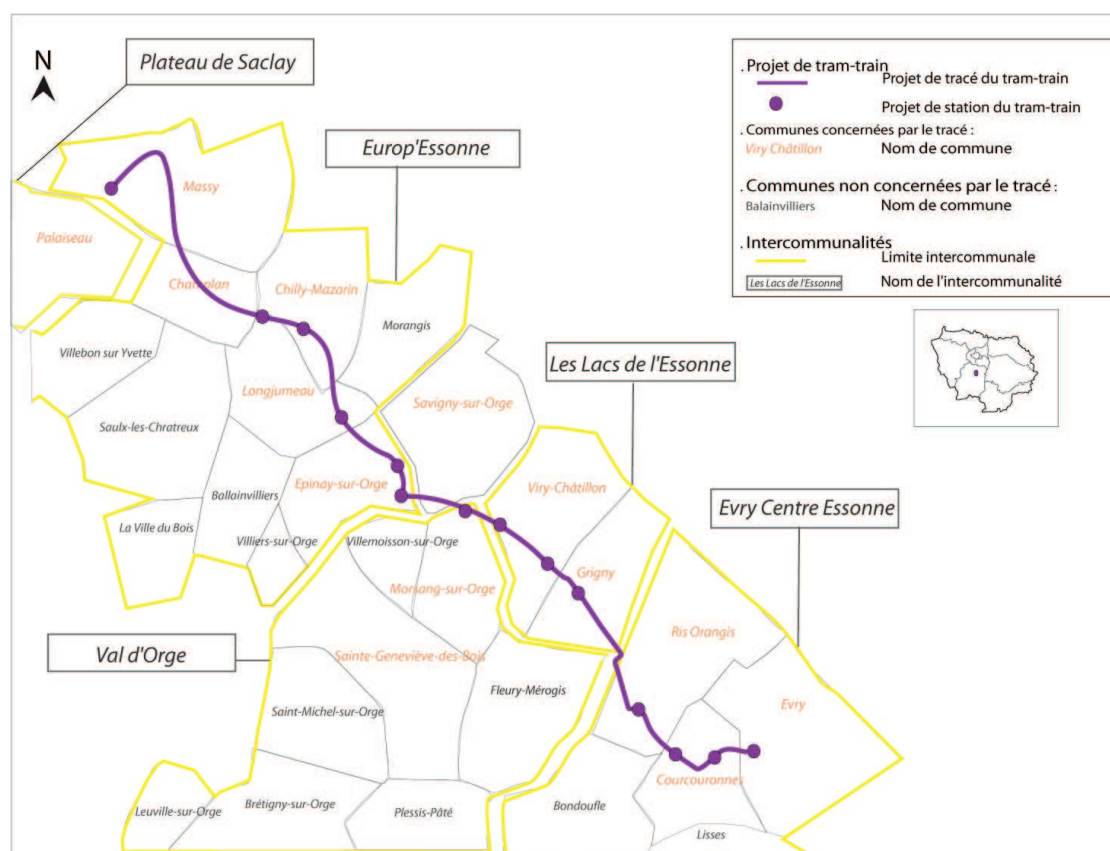 N
Plateau de Saclay
Europ'Essonne
Les Lacs de l'Essonne
Evry Centre Essonne
Val d'Orge
. Projet de tram-train
Projet de tracé du tram-train
Projet de station du tram-train
. Communes concernées par le tracé :
Viry Châtillon
Nom de commune
. Communes non concernées par le tracé :
Balainvilliers
Nom de commune
. Intercommunalités
Limite intercommunale
Les Lacs de l'Essonne
Nom de l'intercommunalité
Massy
Palaiseau
Champlan
Chilly-Mazarin
Morangis
Villebon sur Yvette
Longjumeau
Savigny-sur-Orge
Saulx-les-Chratreux
Epinay-sur-Orge
Viry-Châtillon
Ballainvilliers
La Ville du Bois
Villiers-sur-Orge
Villemoisson-sur-Orge
Grigny
Morsang-sur-Orge
Ris Orangis
Sainte-Geneviève-des-Bois
Fleury-Mérogis
Evry
Saint-Michel-sur-Orge
Courcouronnes
Leuville-sur-Orge
Brétigny-sur-Orge
Plessis-Pâté
Bondoufle
Lisses